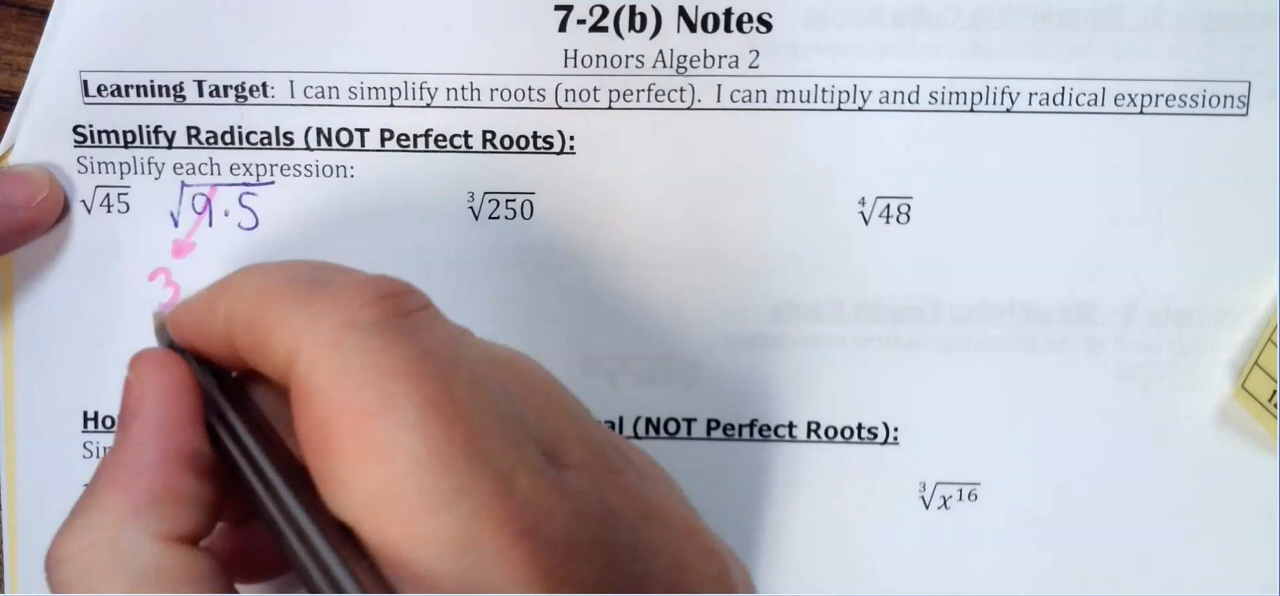 7-2(b) Notes
Honors Algebra 2
Learning Target: I can simplify nth roots (not perfect). I can multiply and simplify radical expressions
Simplify Radicals (NOT Perfect Roots):
Simplify each expression:
√45 √9·5 ∛250 ∜48
3
(NOT Perfect Roots):
∛x¹⁶